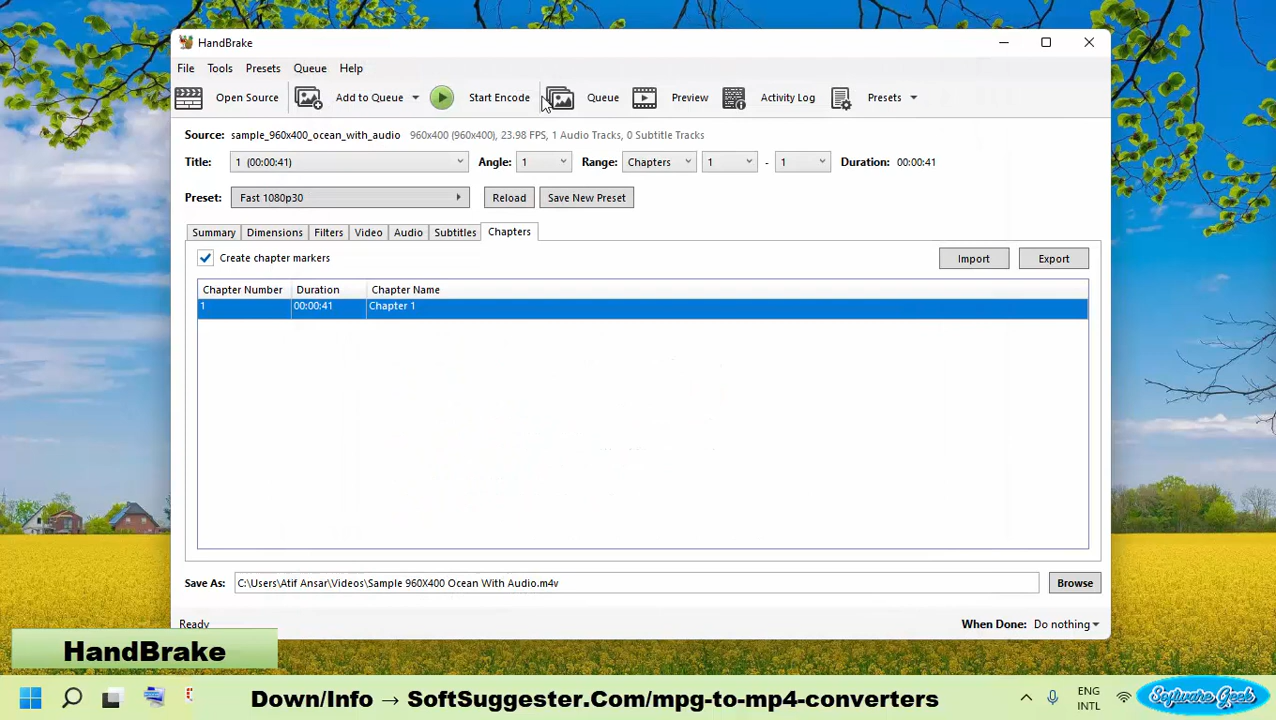 HandBrake
File Tools Presets Queue Help
Open Source Add to Queue Start Encode Queue Preview Activity Log Presets
Source: sample_960x400_ocean_with_audio 960x400 (960x400), 23.98 FPS, 1 Audio Tracks, 0 Subtitle Tracks
Title: 1 (00:00:41) Angle: 1 Range: Chapters 1 - 1 Duration: 00:00:41
Preset: Fast 1080p30 Reload Save New Preset
Summary Dimensions Filters Video Audio Subtitles Chapters
Create chapter markers Import Export
Chapter Number Duration Chapter Name
1 00:00:41 Chapter 1
Save As: C:\Users\Atif Ansar\Videos\Sample 960X400 Ocean With Audio.m4v Browse
Ready When Done: Do nothing
HandBrake
Down/Info → SoftSuggester.Com/mpg-to-mp4-converters
ENG
INTL
Software Geek